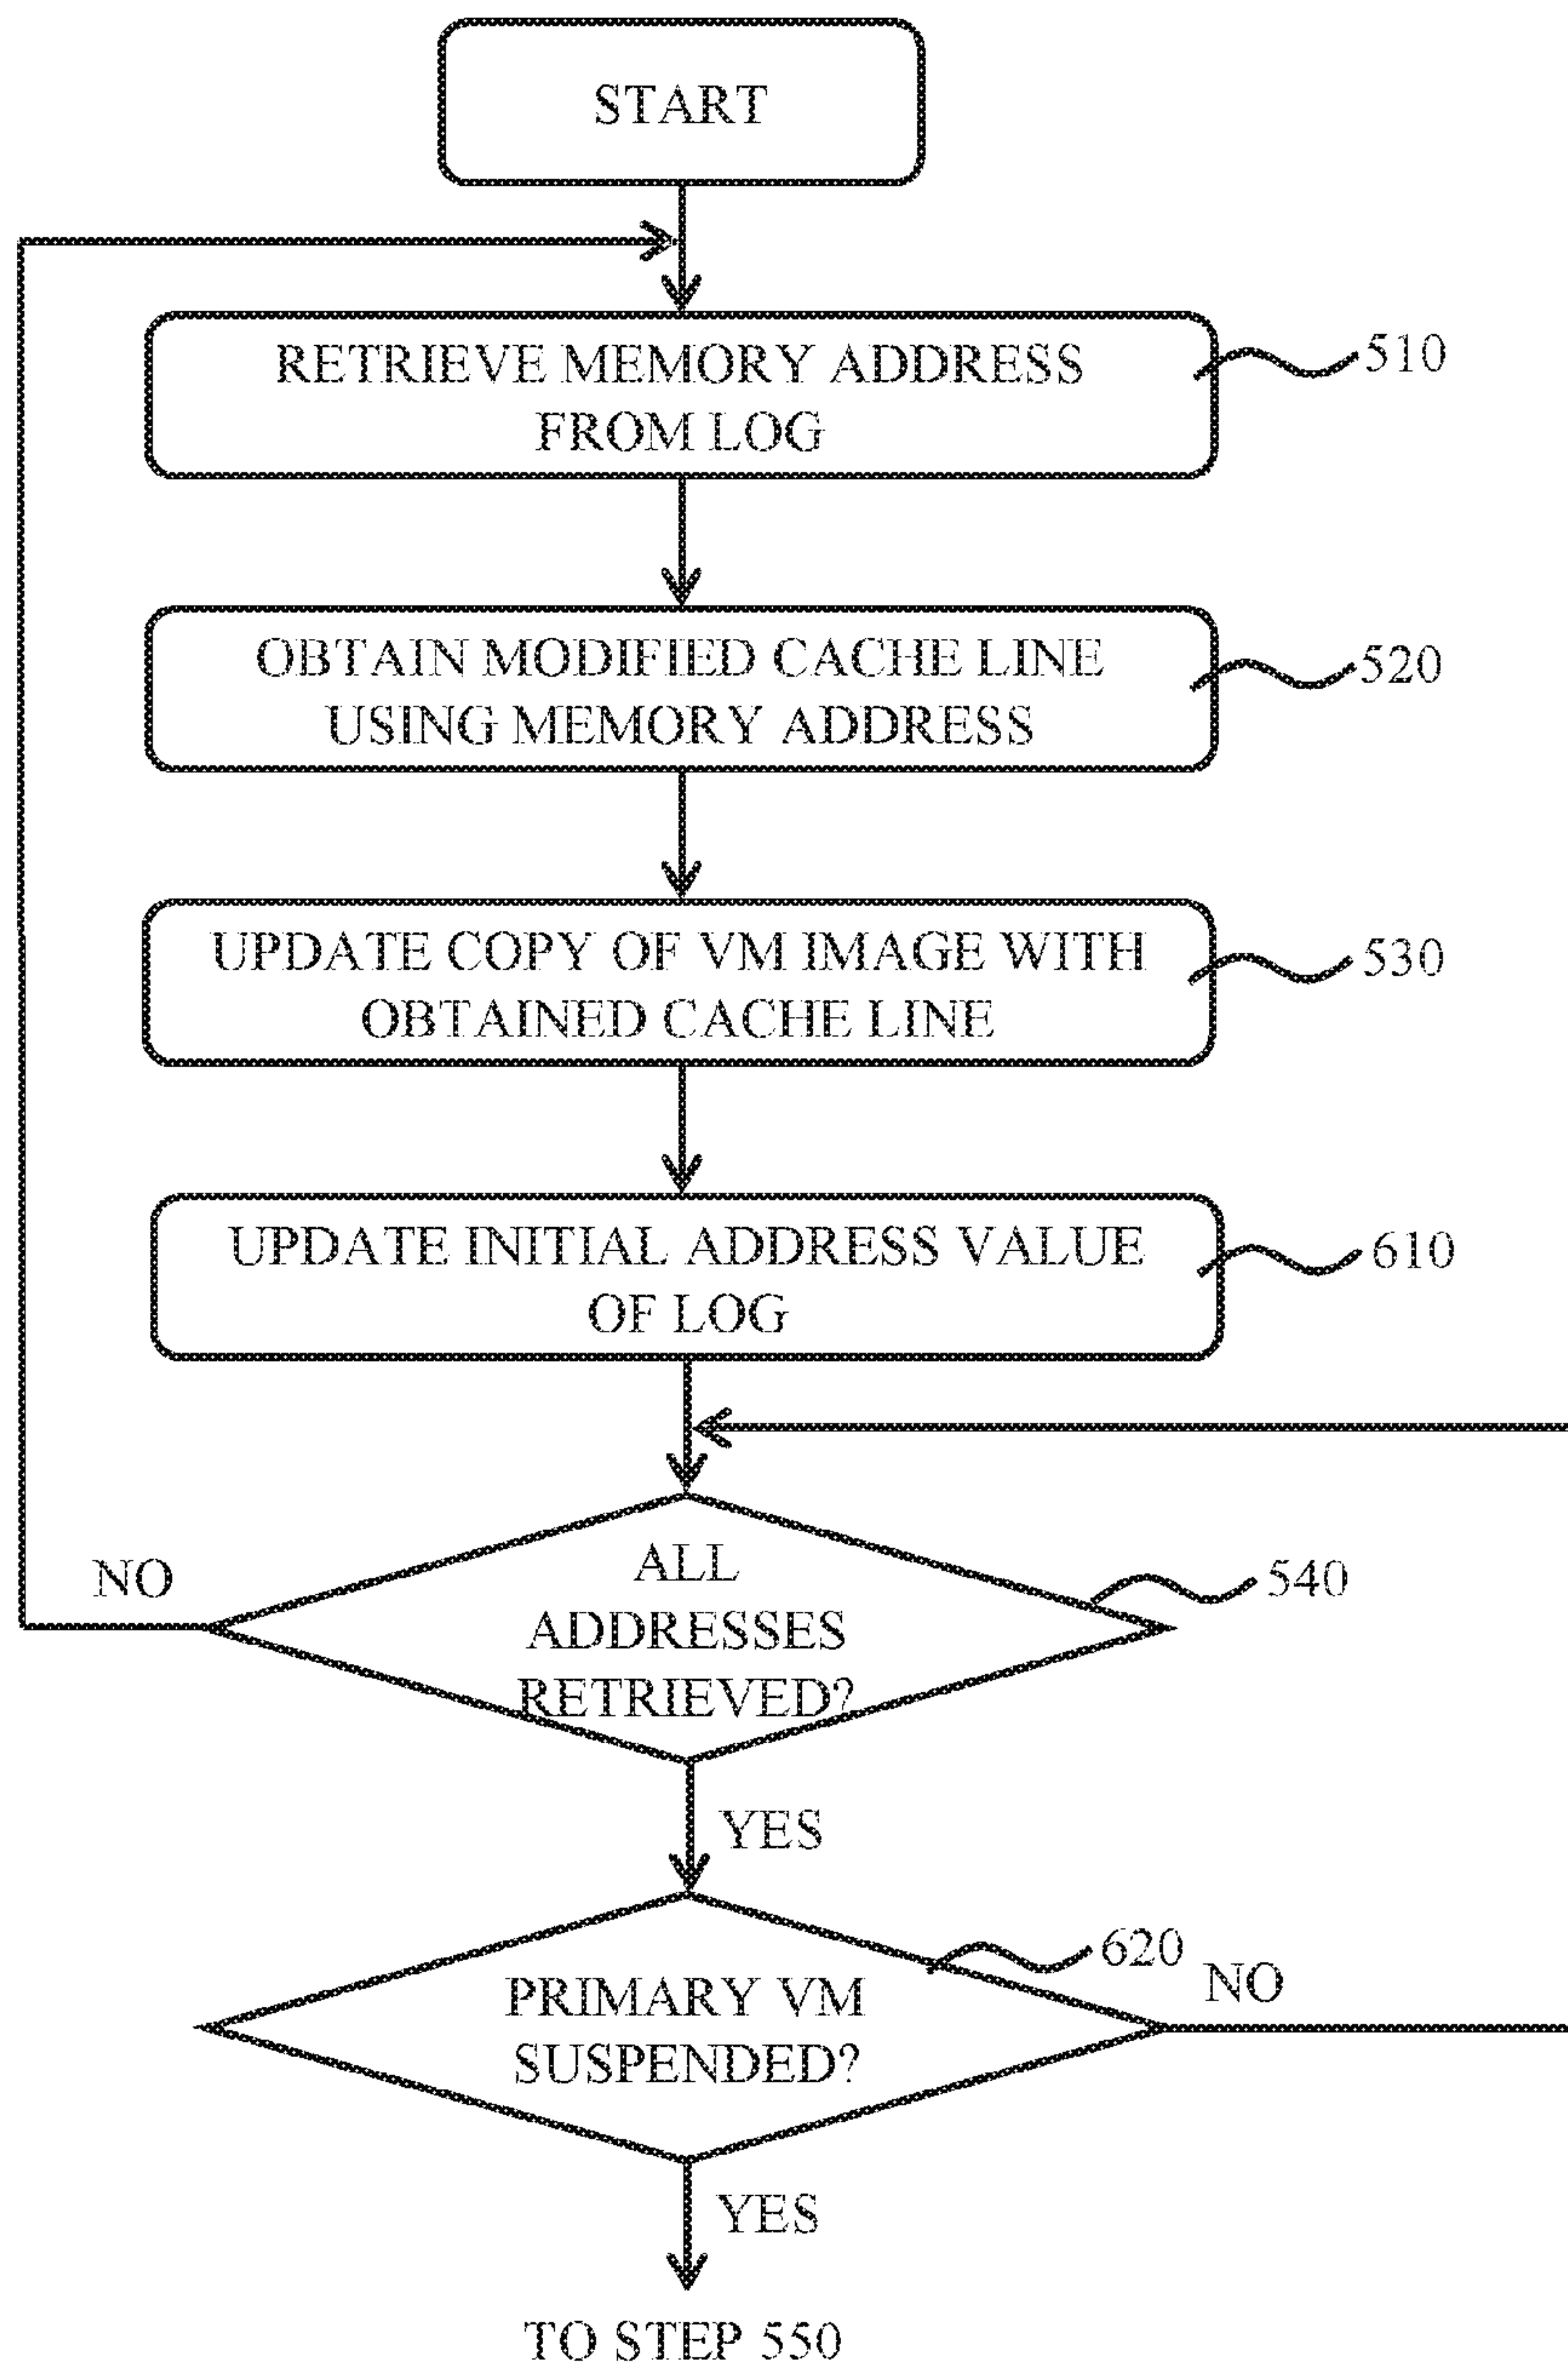 START
RETRIEVE MEMORY ADDRESS
FROM LOG
510
OBTAIN MODIFIED CACHE LINE
USING MEMORY ADDRESS
520
UPDATE COPY OF VM IMAGE WITH
OBTAINED CACHE LINE
530
UPDATE INITIAL ADDRESS VALUE
OF LOG
610
NO
ALL
ADDRESSES
RETRIEVED?
540
YES
620
NO
PRIMARY VM
SUSPENDED?
YES
TO STEP 550